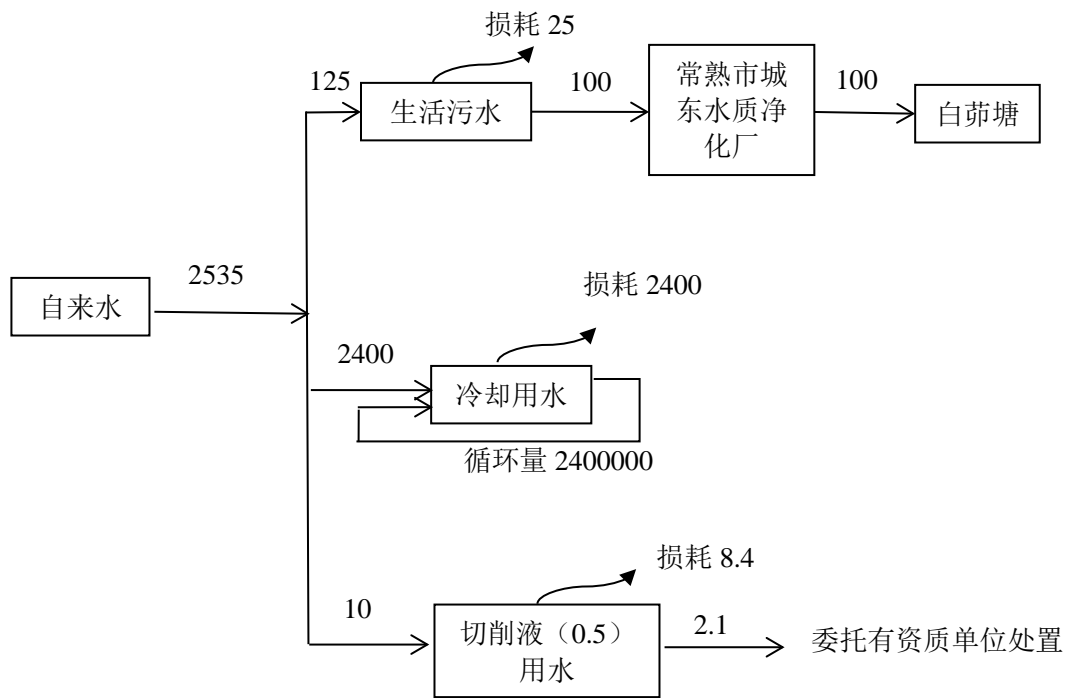 损耗 25
125
生活污水
100
常熟市城
东水质净
化厂
100
白茆塘
自来水
2535
损耗 2400
2400
冷却用水
循环量 2400000
损耗 8.4
10
切削液（0.5）
用水
2.1
委托有资质单位处置